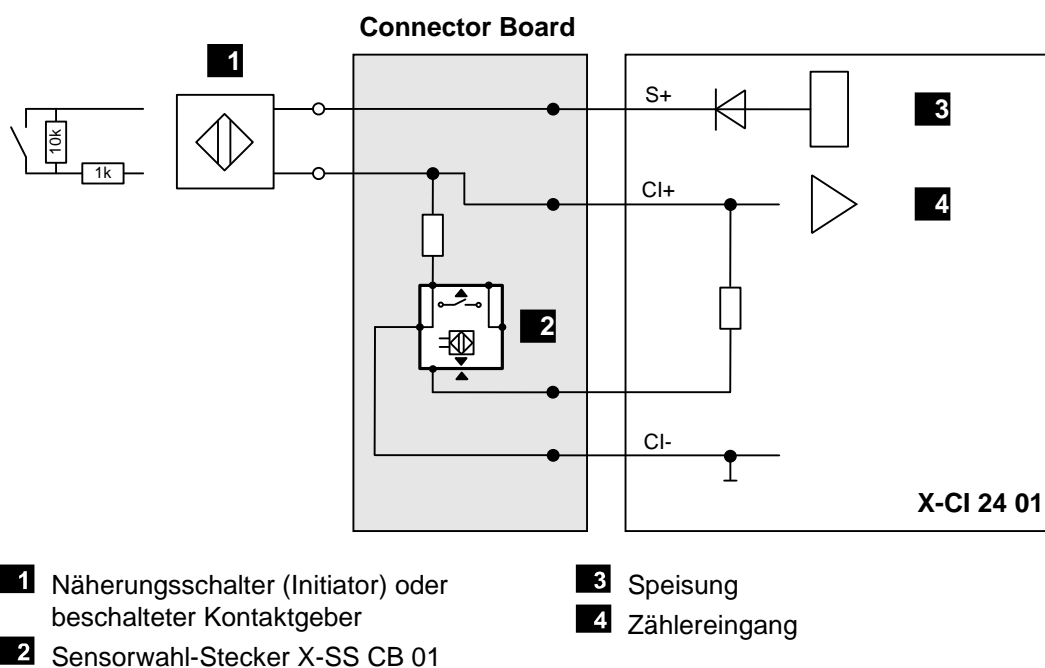 Connector Board
1
S+
3
10k
1k
CI+
4
2
CI-
X-CI 24 01
1 Näherungsschalter (Initiator) oder
beschalteter Kontaktgeber
2 Sensorwahl-Stecker X-SS CB 01
3 Speisung
4 Zählereingang